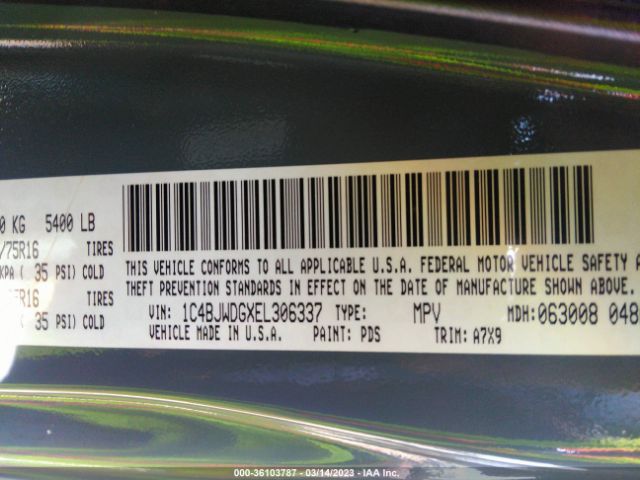 0 KG 5400 LB
/75R16 TIRES
KPA ( 35 PSI) COLD
75R16 TIRES
( 35 PSI) COLD
THIS VEHICLE CONFORMS TO ALL APPLICABLE U.S.A. FEDERAL MOTOR VEHICLE SAFETY A
THEFT PREVENTION STANDARDS IN EFFECT ON THE DATE OF MANUFACTURE SHOWN ABOVE.
VIN: 1C4BJWDGXEL306337 TYPE: MPV MDH: 063008 048
VEHICLE MADE IN U.S.A. PAINT: PDS TRIM: A7X9
000-36103787 - 03/14/2023 - IAA Inc.